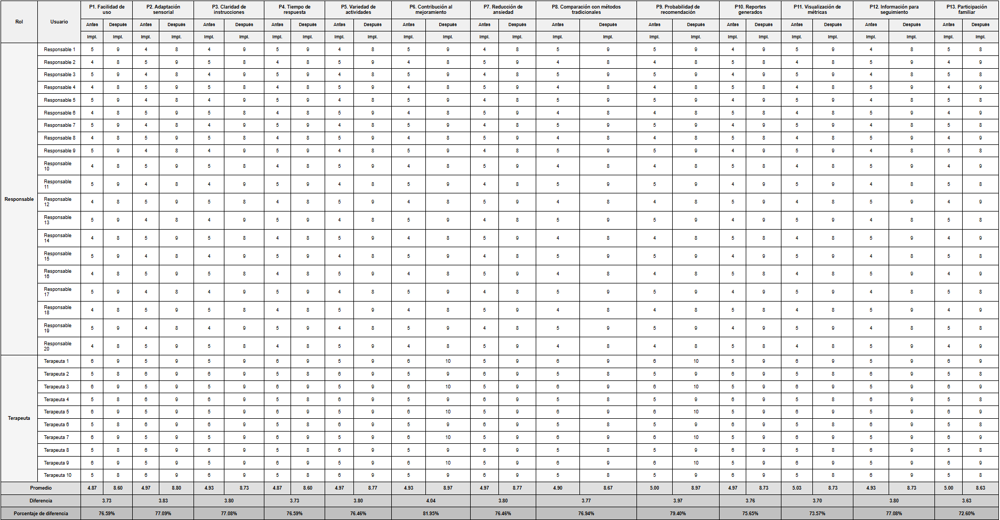 Rol Usuario P1. Facilidad de uso P2. Adaptación sensorial P3. Claridad de instrucciones P4. Tiempo de respuesta P5. Variedad de actividades P6. Contribución al mejoramiento P7. Reducción de ansiedad P8. Comparación con métodos tradicionales P9. Probabilidad de recomendación P10. Reportes generados P11. Visualización de métricas P12. Información para seguimiento P13. Participación familiar
Antes Después Antes Después Antes Después Antes Después Antes Después Antes Después Antes Después Antes Después Antes Después Antes Después Antes Después Antes Después Antes Después
Impl. Impl. Impl. Impl. Impl. Impl. Impl. Impl. Impl. Impl. Impl. Impl. Impl. Impl. Impl. Impl. Impl. Impl. Impl. Impl. Impl. Impl. Impl. Impl. Impl. Impl.
Responsable
Responsable 1 5 9 4 8 4 9 5 9 4 8 5 9 4 8 5 9 5 9 4 9 5 9 4 8 5 8
Responsable 2 4 8 5 9 5 8 4 8 5 9 4 8 5 9 4 8 4 8 5 8 4 8 5 9 4 9
Responsable 3 5 9 4 8 4 9 5 9 4 8 5 9 4 8 5 9 5 9 4 9 5 9 4 8 5 8
Responsable 4 4 8 5 9 5 8 4 8 5 9 4 8 5 9 4 8 4 8 5 8 4 8 5 9 4 9
Responsable 5 5 9 4 8 4 9 5 9 4 8 5 9 4 8 5 9 5 9 4 9 5 9 4 8 5 8
Responsable 6 4 8 5 9 5 8 4 8 5 9 4 8 5 9 4 8 4 8 5 8 4 8 5 9 4 9
Responsable 7 5 9 4 8 4 9 5 9 4 8 5 9 4 8 5 9 5 9 4 9 5 9 4 8 5 8
Responsable 8 4 8 5 9 5 8 4 8 5 9 4 8 5 9 4 8 4 8 5 8 4 8 5 9 4 9
Responsable 9 5 9 4 8 4 9 5 9 4 8 5 9 4 8 5 9 5 9 4 9 5 9 4 8 5 8
Responsable 10 4 8 5 9 5 8 4 8 5 9 4 8 5 9 4 8 4 8 5 8 4 8 5 9 4 9
Responsable 11 5 9 4 8 4 9 5 9 4 8 5 9 4 8 5 9 5 9 4 9 5 9 4 8 5 8
Responsable 12 4 8 5 9 5 8 4 8 5 9 4 8 5 9 4 8 4 8 5 9 4 8 5 9 4 9
Responsable 13 5 9 4 8 4 9 5 9 4 8 5 9 4 8 5 9 5 9 4 9 5 9 4 8 5 8
Responsable 14 4 8 5 9 5 8 4 8 5 9 4 8 5 9 4 8 4 8 5 8 4 8 5 9 4 9
Responsable 15 5 9 4 8 4 9 5 9 4 8 5 9 4 8 5 9 5 9 4 9 5 9 4 8 5 8
Responsable 16 4 8 5 9 5 8 4 8 5 9 4 8 5 9 4 8 4 8 5 8 4 8 5 9 4 9
Responsable 17 5 9 4 8 4 9 5 9 4 8 5 9 4 8 5 9 5 9 4 9 5 9 4 8 5 8
Responsable 18 4 8 5 9 5 8 4 8 5 9 4 8 5 9 4 8 4 8 5 8 4 8 5 9 4 9
Responsable 19 5 9 4 8 4 9 5 9 4 8 5 9 4 8 5 9 5 9 4 9 5 9 4 8 5 8
Responsable 20 4 8 5 9 5 8 4 8 5 9 4 8 5 9 4 8 4 8 5 8 4 8 5 9 4 9
Terapeuta
Terapeuta 1 6 9 5 9 5 9 6 9 5 9 6 10 5 9 6 9 6 10 5 9 6 9 5 9 6 9
Terapeuta 2 5 8 6 9 6 9 5 8 6 9 5 9 6 9 5 8 5 9 6 9 5 8 6 9 5 8
Terapeuta 3 6 9 5 9 5 9 6 9 5 9 6 10 5 9 6 9 6 10 5 9 6 9 5 9 6 9
Terapeuta 4 5 8 6 9 6 9 5 8 6 9 5 9 6 9 5 8 5 9 6 9 5 8 6 9 5 8
Terapeuta 5 6 9 5 9 5 9 6 9 5 9 6 10 5 9 6 9 6 10 5 9 6 9 5 9 6 9
Terapeuta 6 5 8 6 9 6 9 5 8 6 9 5 9 6 9 5 8 5 9 6 9 5 8 6 9 5 8
Terapeuta 7 6 9 5 9 5 9 6 9 5 9 6 10 5 9 6 9 6 10 5 9 6 9 5 9 6 9
Terapeuta 8 5 8 6 9 6 9 5 8 6 9 5 9 6 9 5 8 5 9 6 9 5 8 6 9 5 8
Terapeuta 9 6 9 5 9 5 9 6 9 5 9 6 10 5 9 6 9 6 10 5 9 6 9 5 9 6 9
Terapeuta 10 5 8 6 9 6 9 5 8 6 9 5 9 6 9 5 8 5 9 6 9 5 8 6 9 5 8
Promedio 4.87 8.60 4.97 8.80 4.93 8.73 4.87 8.60 4.97 8.77 4.93 8.97 4.97 8.77 4.90 8.67 5.00 8.97 4.97 8.73 5.03 8.73 4.93 8.73 5.00 8.63
Diferencia 3.73 3.83 3.80 3.73 3.80 4.04 3.80 3.77 3.97 3.76 3.70 3.80 3.63
Porcentaje de diferencia 76.59% 77.09% 77.08% 76.59% 76.46% 81.95% 76.46% 76.94% 79.40% 75.65% 73.57% 77.08% 72.60%